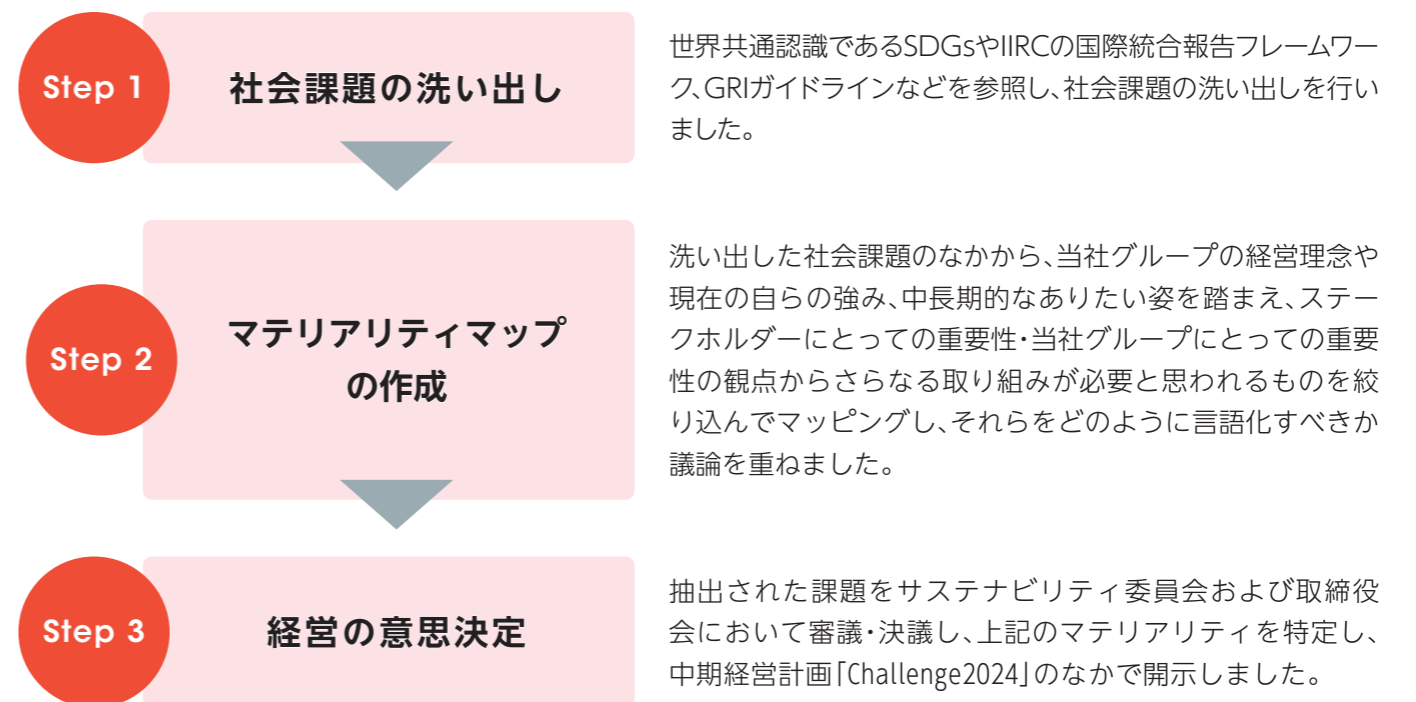 Step 1
社会課題の洗い出し
世界共通認識であるSDGsやIIRCの国際統合報告フレームワー
ク、GRIガイドラインなどを参照し、社会課題の洗い出しを行い
ました。
Step 2
マテリアリティマップ
の作成
洗い出した社会課題のなかから、当社グループの経営理念や
現在の自らの強み、中長期的なありたい姿を踏まえ、ステー
クホルダーにとっての重要性・当社グループにとっての重要
性の観点からさらなる取り組みが必要と思われるものを絞
り込んでマッピングし、それらをどのように言語化すべきか
議論を重ねました。
Step 3
経営の意思決定
抽出された課題をサステナビリティ委員会および取締役
会において審議・決議し、上記のマテリアリティを特定し、
中期経営計画「Challenge2024」のなかで開示しました。